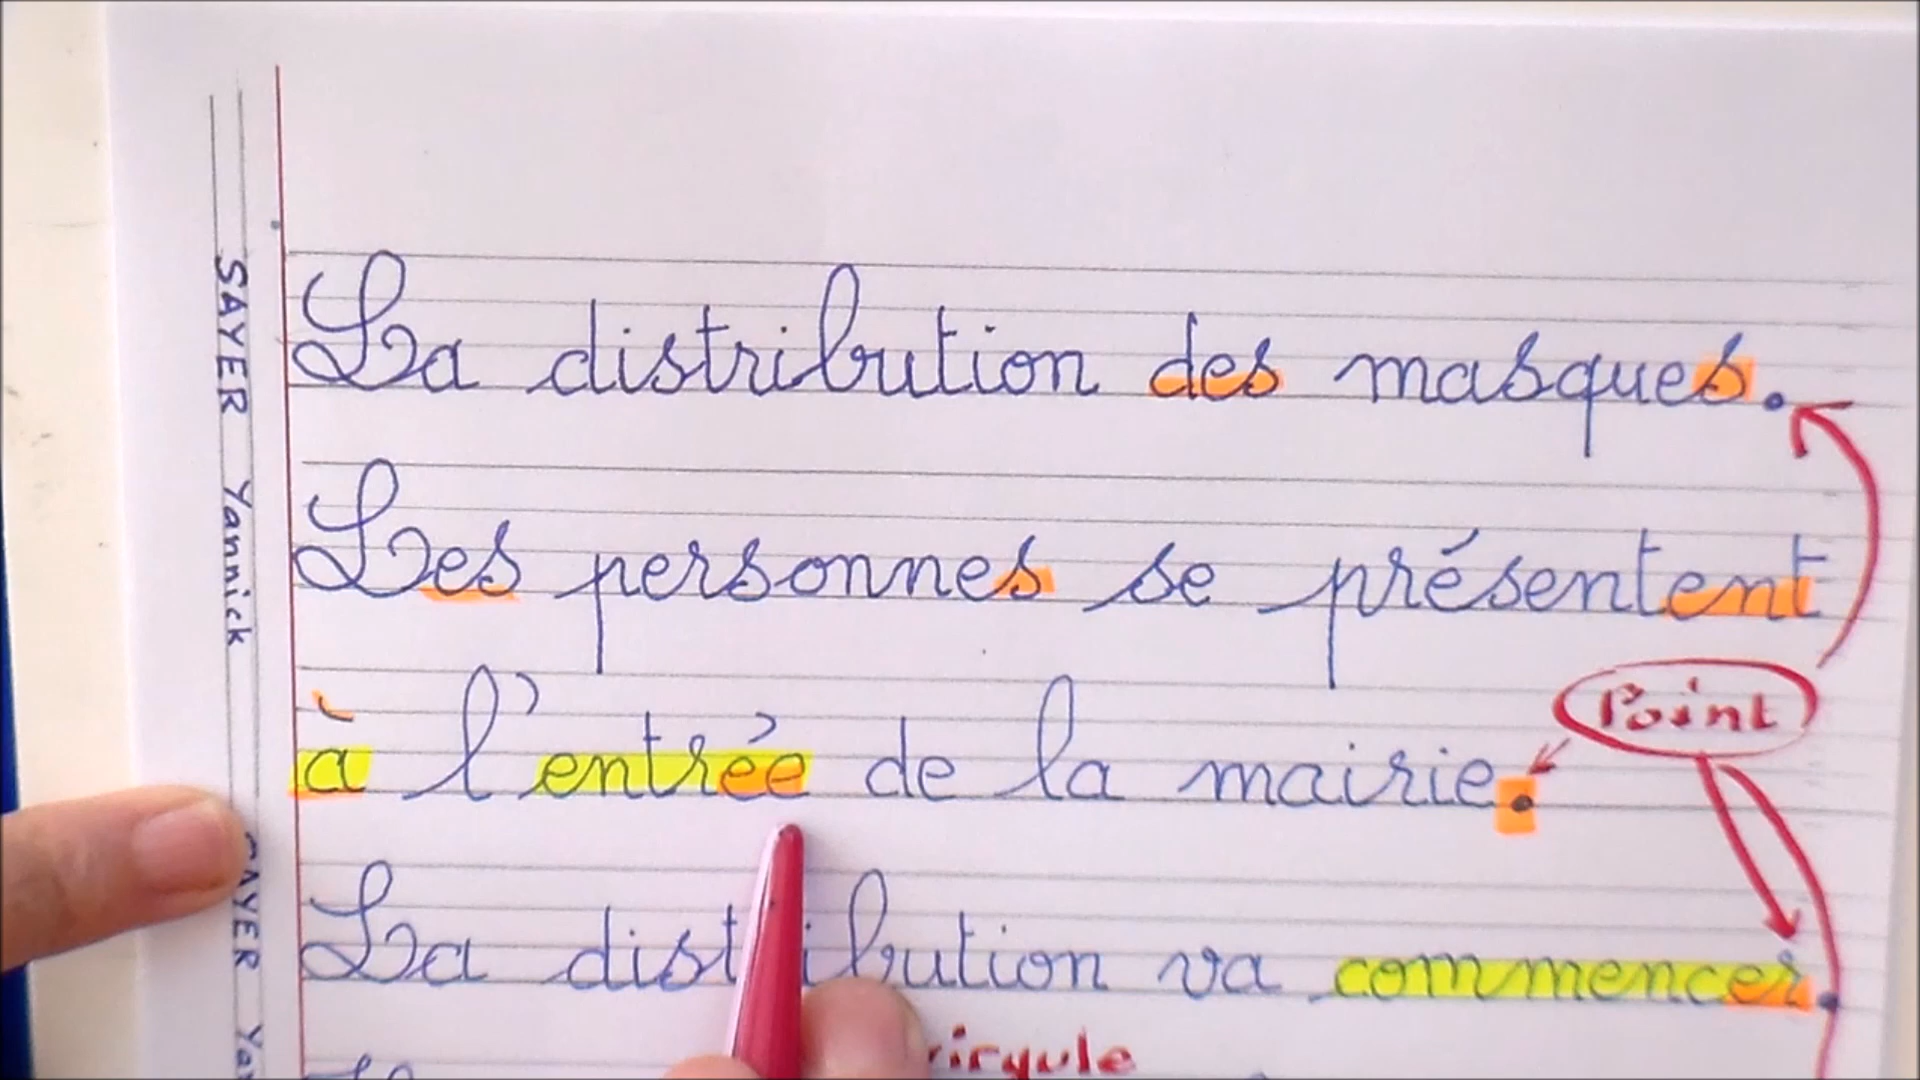 La distribution des masques.
Les personnes se présentent
à l'entrée de la mairie.
Point
La distribution va commencer.
virgule
SAYER Yannick
SAYER